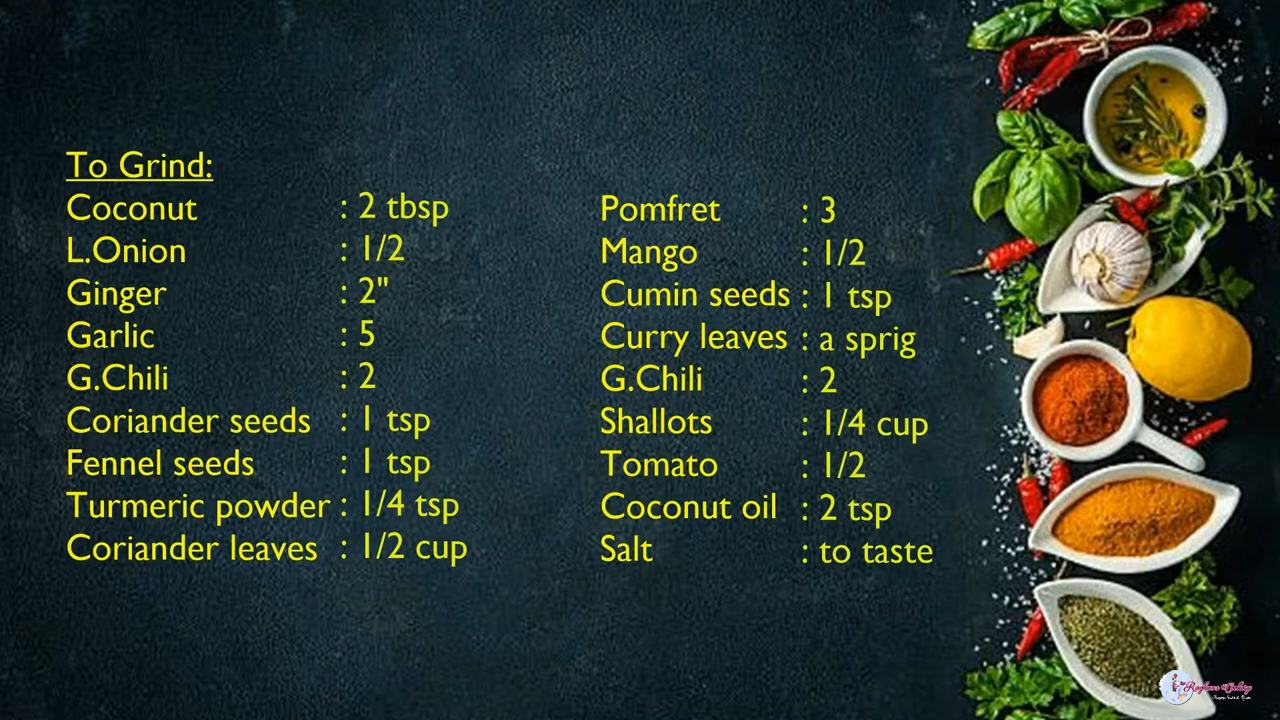 To Grind:
Coconut : 2 tbsp
L.Onion : 1/2
Ginger : 2"
Garlic : 5
G.Chili : 2
Coriander seeds : 1 tsp
Fennel seeds : 1 tsp
Turmeric powder : 1/4 tsp
Coriander leaves : 1/2 cup
Pomfret : 3
Mango : 1/2
Cumin seeds : 1 tsp
Curry leaves : a sprig
G.Chili : 2
Shallots : 1/4 cup
Tomato : 1/2
Coconut oil : 2 tsp
Salt : to taste